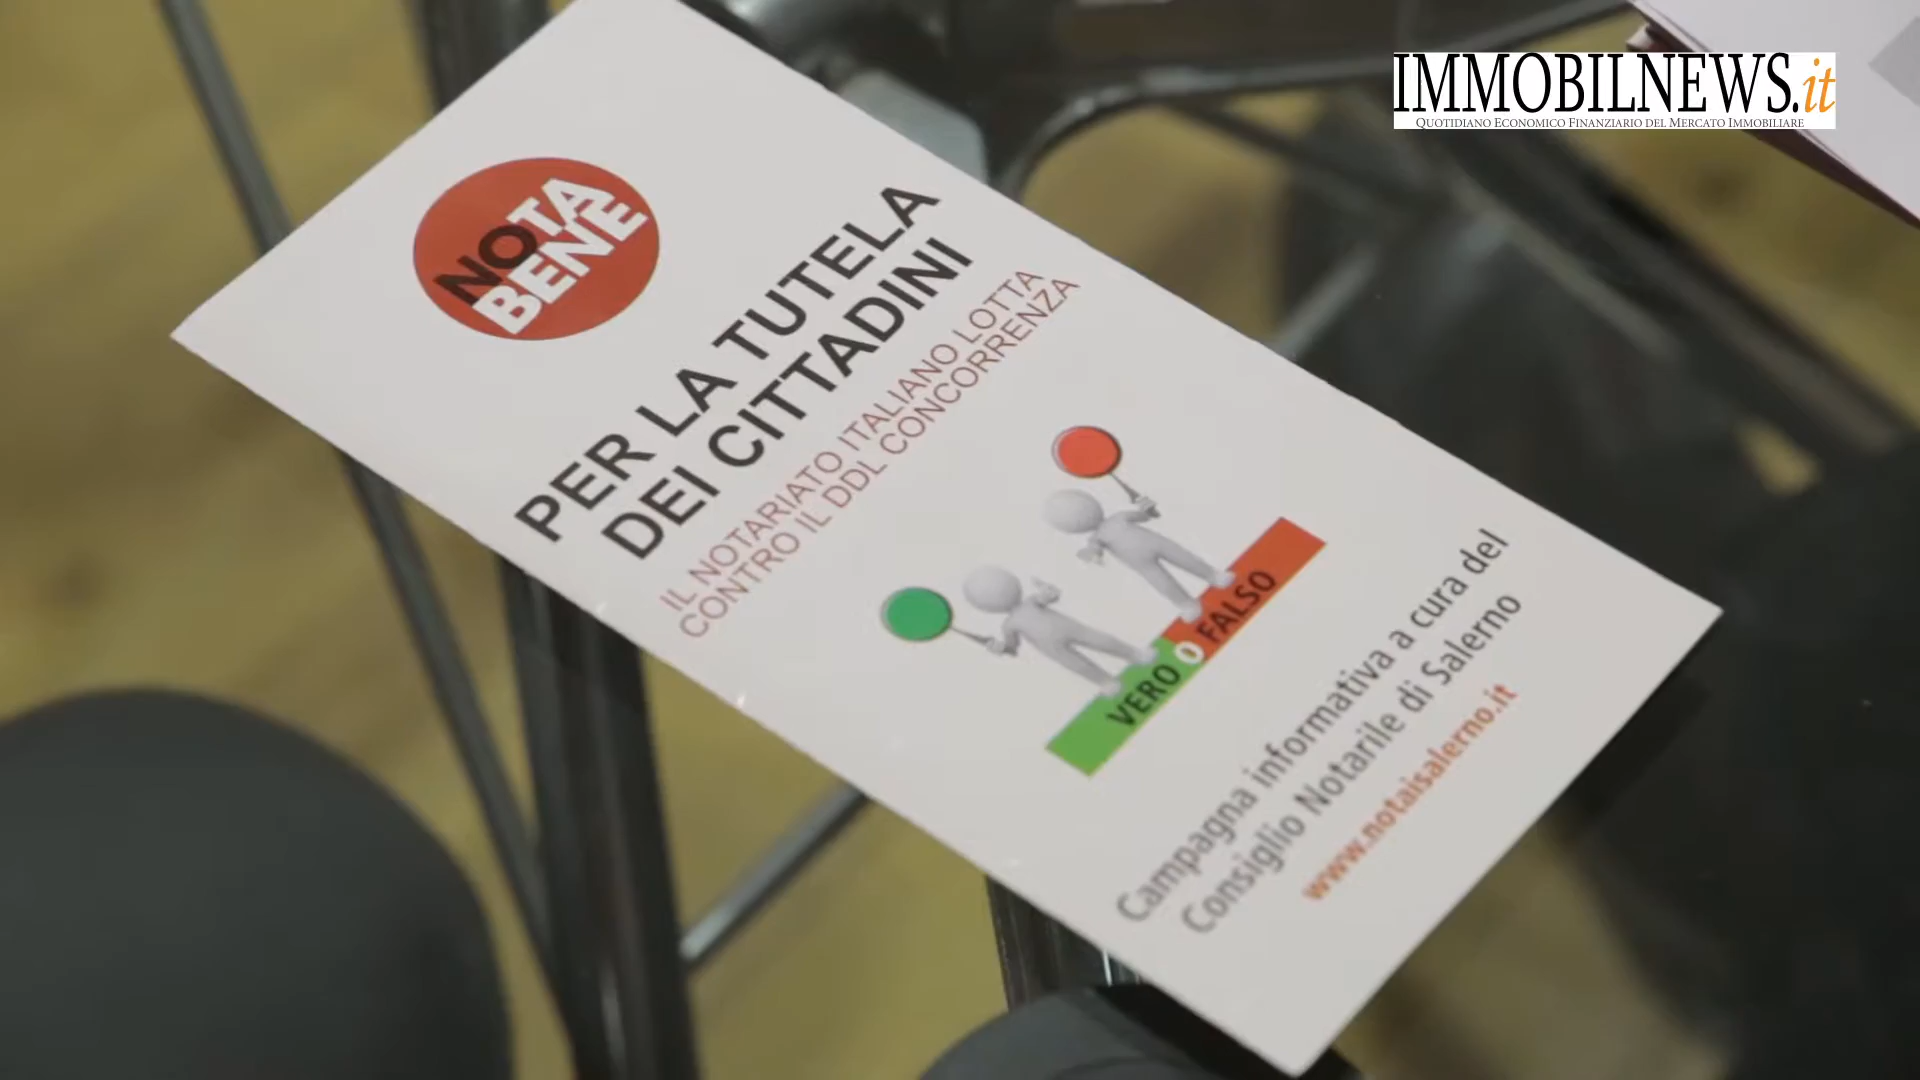 IMMOBILNEWS.it
QUOTIDIANO ECONOMICO FINANZIARIO DEL MERCATO IMMOBILIARE
NOTA
BENE
PER LA TUTELA
DEI CITTADINI
IL NOTARIATO ITALIANO LOTTA
CONTRO IL DDL CONCORRENZA
VERO O FALSO
Campagna informativa a cura del
Consiglio Notarile di Salerno
www.notaisalerno.it